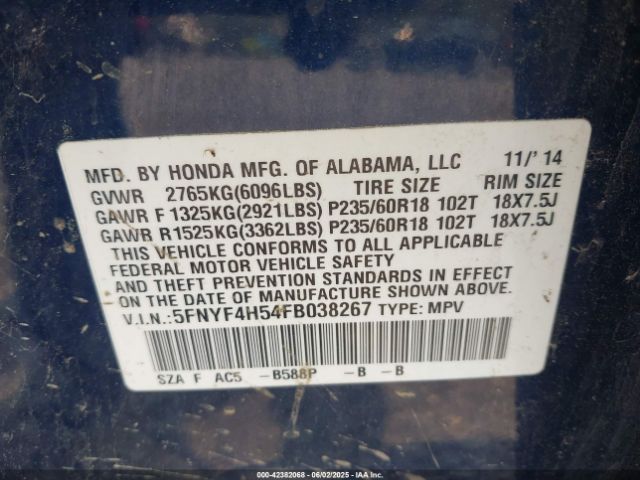 MFD. BY HONDA MFG. OF ALABAMA, LLC 11/' 14
GVWR 2765KG(6096LBS) TIRE SIZE RIM SIZE
GAWR F 1325KG(2921LBS) P235/60R18 102T 18X7.5J
GAWR R1525KG(3362LBS) P235/60R18 102T 18X7.5J
THIS VEHICLE CONFORMS TO ALL APPLICABLE
FEDERAL MOTOR VEHICLE SAFETY
AND THEFT PREVENTION STANDARDS IN EFFECT
ON THE DATE OF MANUFACTURE SHOWN ABOVE.
V.I.N.:5FNYF4H54FB038267 TYPE: MPV
SZA F AC5 -B588P -B -B
000-42382068 - 06/02/2025 - IAA Inc.